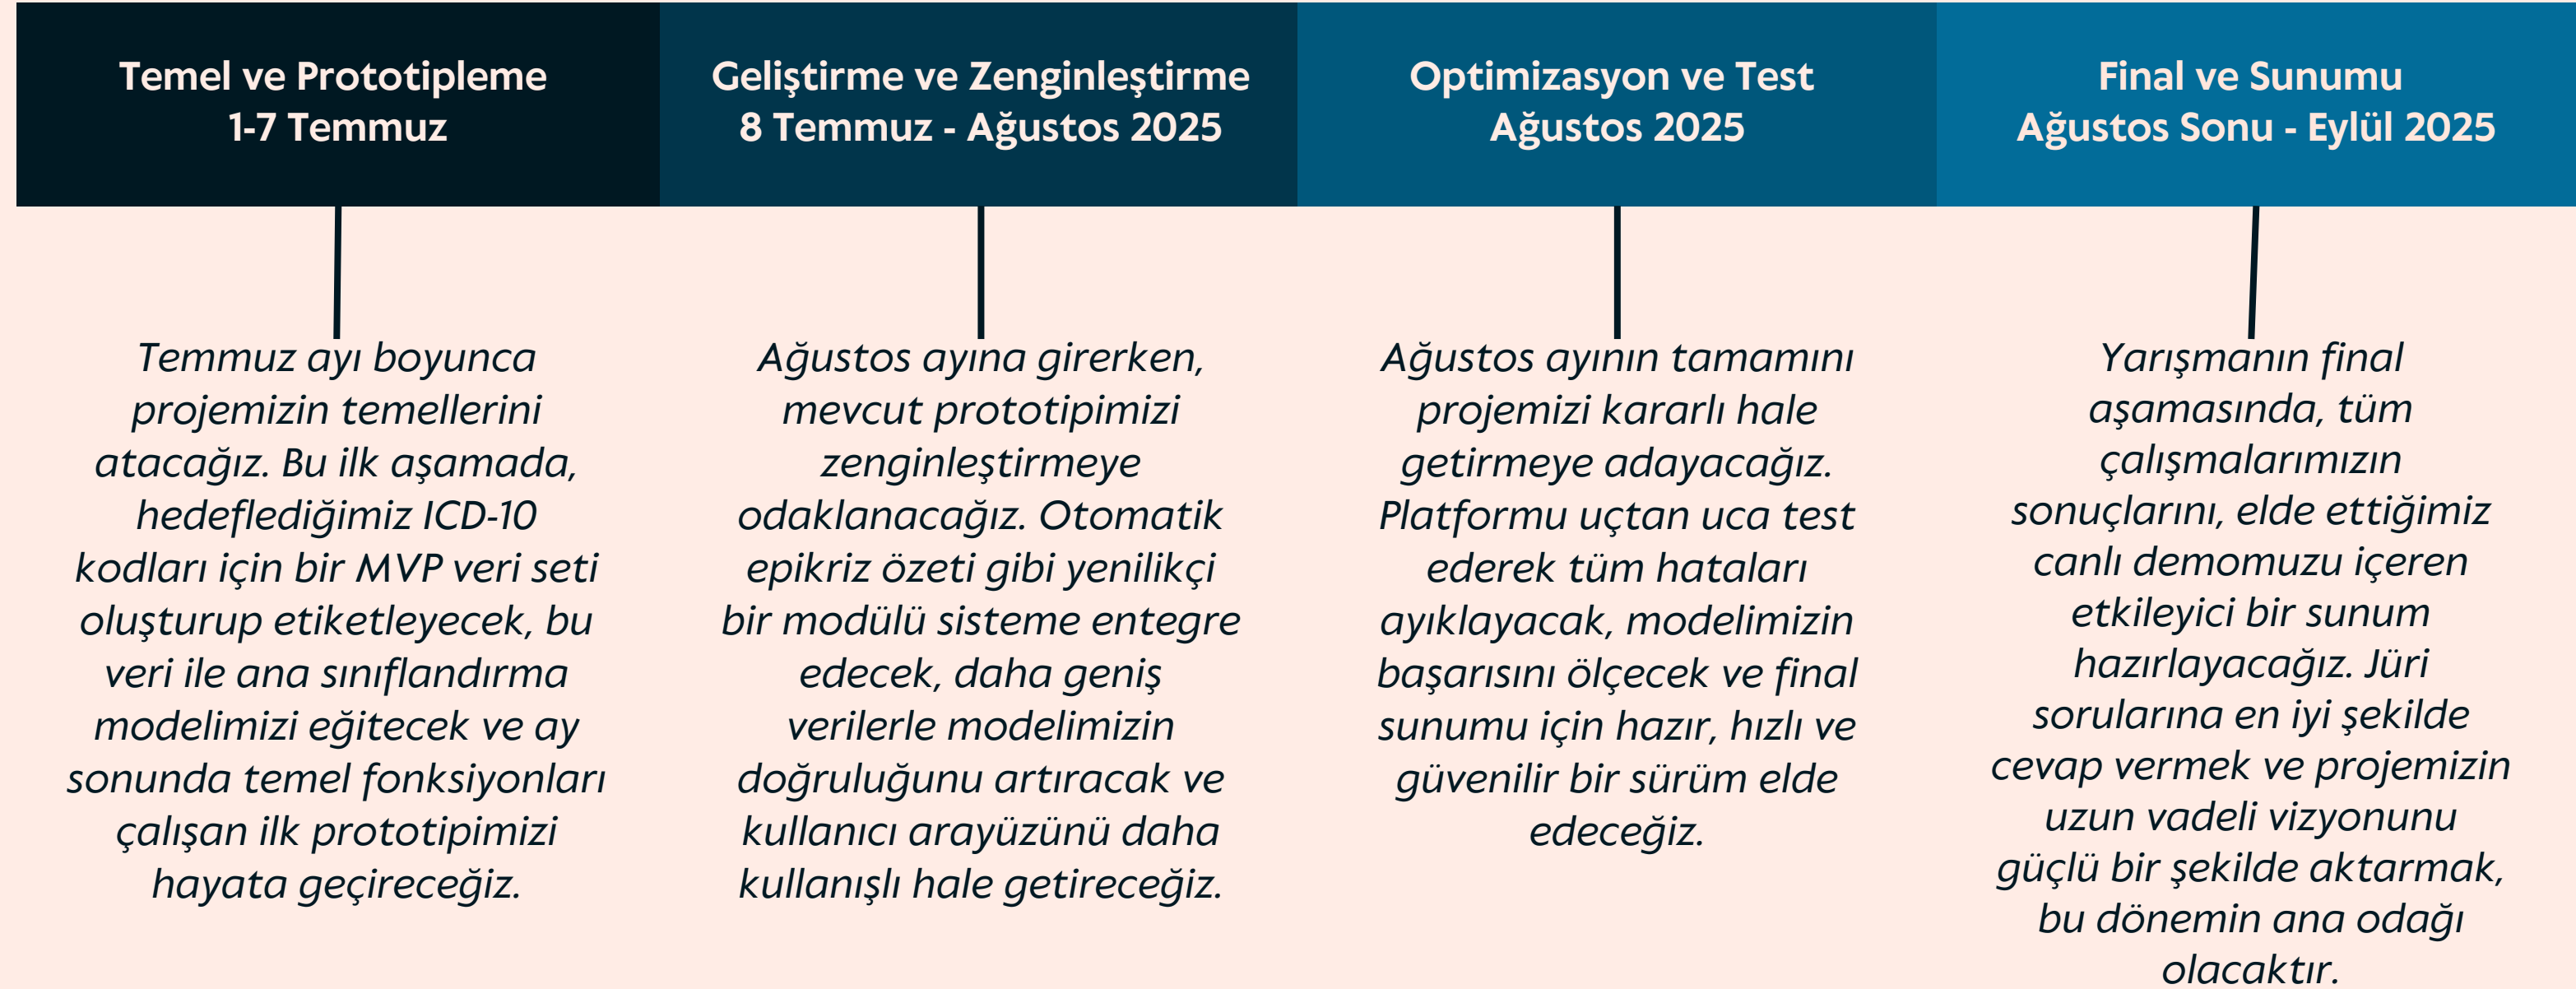 Temel ve Prototipleme
1-7 Temmuz
Geliştirme ve Zenginleştirme
8 Temmuz - Ağustos 2025
Optimizasyon ve Test
Ağustos 2025
Final ve Sunumu
Ağustos Sonu - Eylül 2025
Temmuz ayı boyunca
projemizin temellerini
atacağız. Bu ilk aşamada,
hedeflediğimiz ICD-10
kodları için bir MVP veri seti
oluşturup etiketleyecek, bu
veri ile ana sınıflandırma
modelimizi eğitecek ve ay
sonunda temel fonksiyonları
çalışan ilk prototipimizi
hayata geçireceğiz.
Ağustos ayına girerken,
mevcut prototipimizi
zenginleştirmeye
odaklanacağız. Otomatik
epikriz özeti gibi yenilikçi
bir modülü sisteme entegre
edecek, daha geniş
verilerle modelimizin
doğruluğunu artıracak ve
kullanıcı arayüzünü daha
kullanışlı hale getireceğiz.
Ağustos ayının tamamını
projemizi kararlı hale
getirmeye adayacağız.
Platformu uçtan uca test
ederek tüm hataları
ayıklayacak, modelimizin
başarısını ölçecek ve final
sunumu için hazır, hızlı ve
güvenilir bir sürüm elde
edeceğiz.
Yarışmanın final
aşamasında, tüm
çalışmalarımızın
sonuçlarını, elde ettiğimiz
canlı demomuzu içeren
etkileyici bir sunum
hazırlayacağız. Jüri
sorularına en iyi şekilde
cevap vermek ve projemizin
uzun vadeli vizyonunu
güçlü bir şekilde aktarmak,
bu dönemin ana odağı
olacaktır.